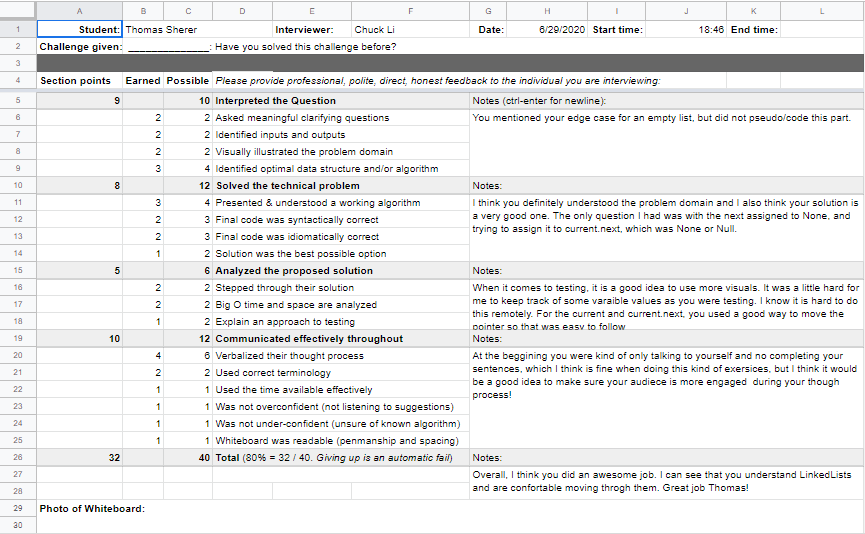 A B C D E F G H I J K L
1 Student: Thomas Sherer Interviewer: Chuck Li Date: 6/29/2020 Start time: 18:46 End time:
2 Challenge given: ______________: Have you solved this challenge before?
3
4 Section points Earned Possible Please provide professional, polite, direct, honest feedback to the individual you are interviewing:
5 9 10 Interpreted the Question Notes (ctrl-enter for newline):
6 2 2 Asked meaningful clarifying questions You mentioned your edge case for an empty list, but did not pseudo/code this part.
7 2 2 Identified inputs and outputs
8 2 2 Visually illustrated the problem domain
9 3 4 Identified optimal data structure and/or algorithm
10 8 12 Solved the technical problem Notes:
11 3 4 Presented & understood a working algorithm I think you definitely understood the problem domain and I also think your solution is
12 2 3 Final code was syntactically correct a very good one. The only question I had was with the next assigned to None, and
13 2 3 Final code was idiomatically correct trying to assign it to current.next, which was None or Null.
14 1 2 Solution was the best possible option
15 5 6 Analyzed the proposed solution Notes:
16 2 2 Stepped through their solution When it comes to testing, it is a good idea to use more visuals. It was a little hard for
17 2 2 Big O time and space are analyzed me to keep track of some varaible values as you were testing. I know it is hard to do
18 1 2 Explain an approach to testing this remotely. For the current and current.next, you used a good way to move the
pointer so that was easy to follow
19 10 12 Communicated effectively throughout Notes:
20 4 6 Verbalized their thought process At the beggining you were kind of only talking to yourself and no completing your
21 2 2 Used correct terminology sentences, which I think is fine when doing this kind of exersices, but I think it would
22 1 1 Used the time available effectively be a good idea to make sure your audiece is more engaged during your though
23 1 1 Was not overconfident (not listening to suggestions) process!
24 1 1 Was not under-confident (unsure of known algorithm)
25 1 1 Whiteboard was readable (penmanship and spacing)
26 32 40 Total (80% = 32 / 40. Giving up is an automatic fail) Notes:
27 Overall, I think you did an awesome job. I can see that you understand LinkedLists
28 and are confortable moving throgh them. Great job Thomas!
29 Photo of Whiteboard:
30